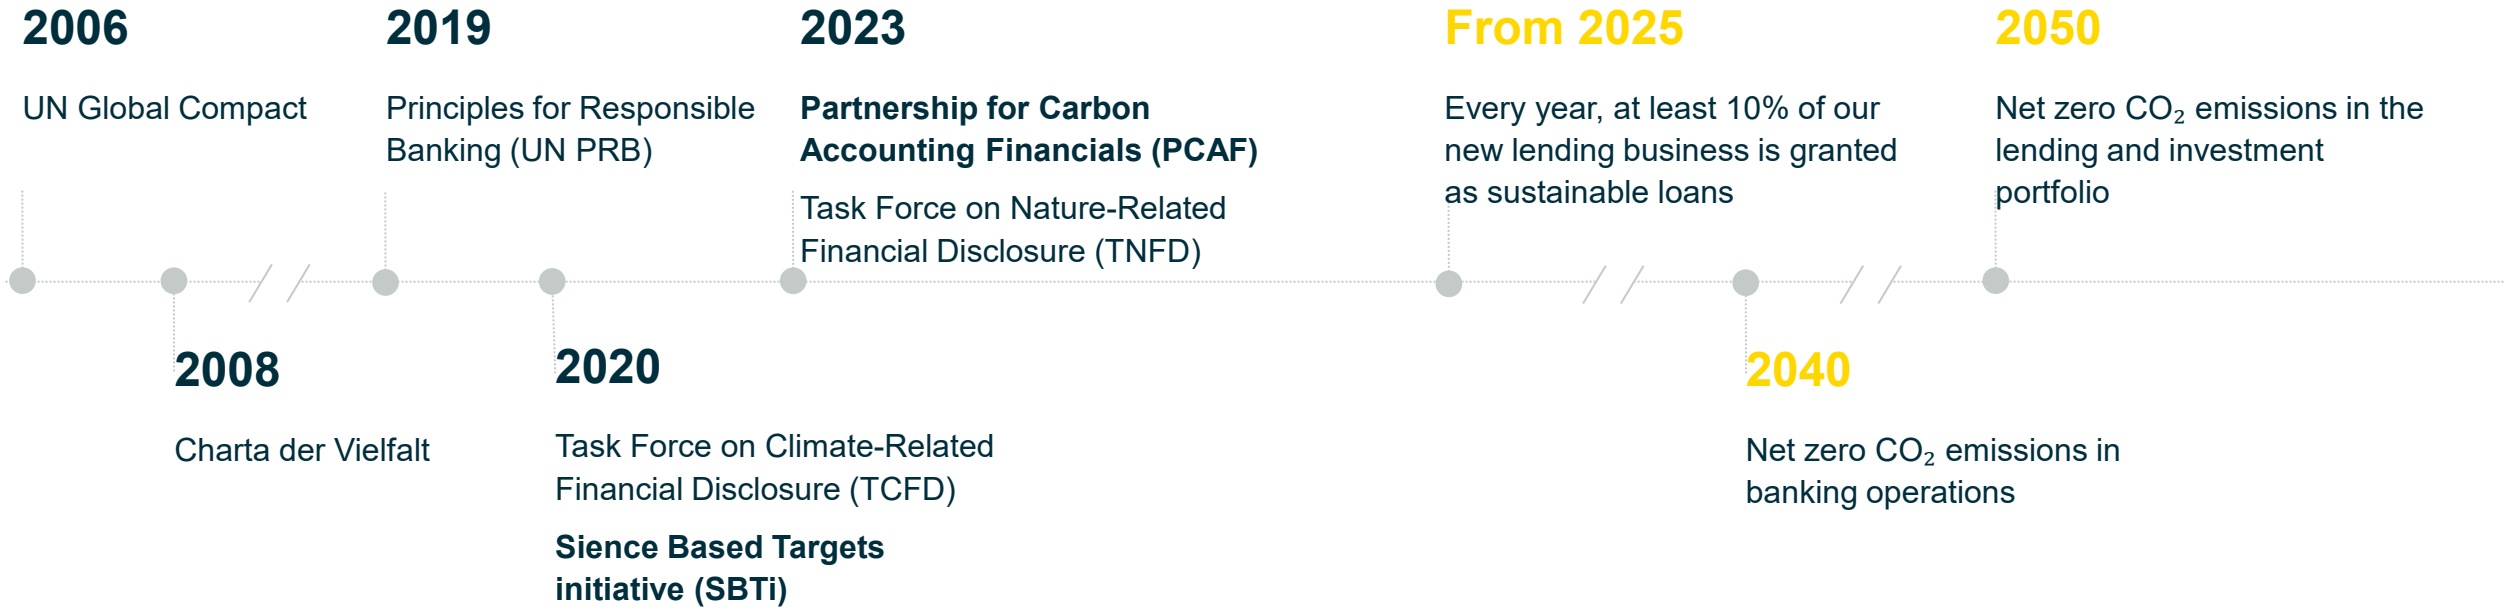 2006
UN Global Compact
2008
Charta der Vielfalt
2019
Principles for Responsible
Banking (UN PRB)
2020
Task Force on Climate-Related
Financial Disclosure (TCFD)
Sience Based Targets
initiative (SBTi)
2023
Partnership for Carbon
Accounting Financials (PCAF)
Task Force on Nature-Related
Financial Disclosure (TNFD)
From 2025
Every year, at least 10% of our
new lending business is granted
as sustainable loans
2040
Net zero CO₂ emissions in
banking operations
2050
Net zero CO₂ emissions in the
lending and investment
portfolio